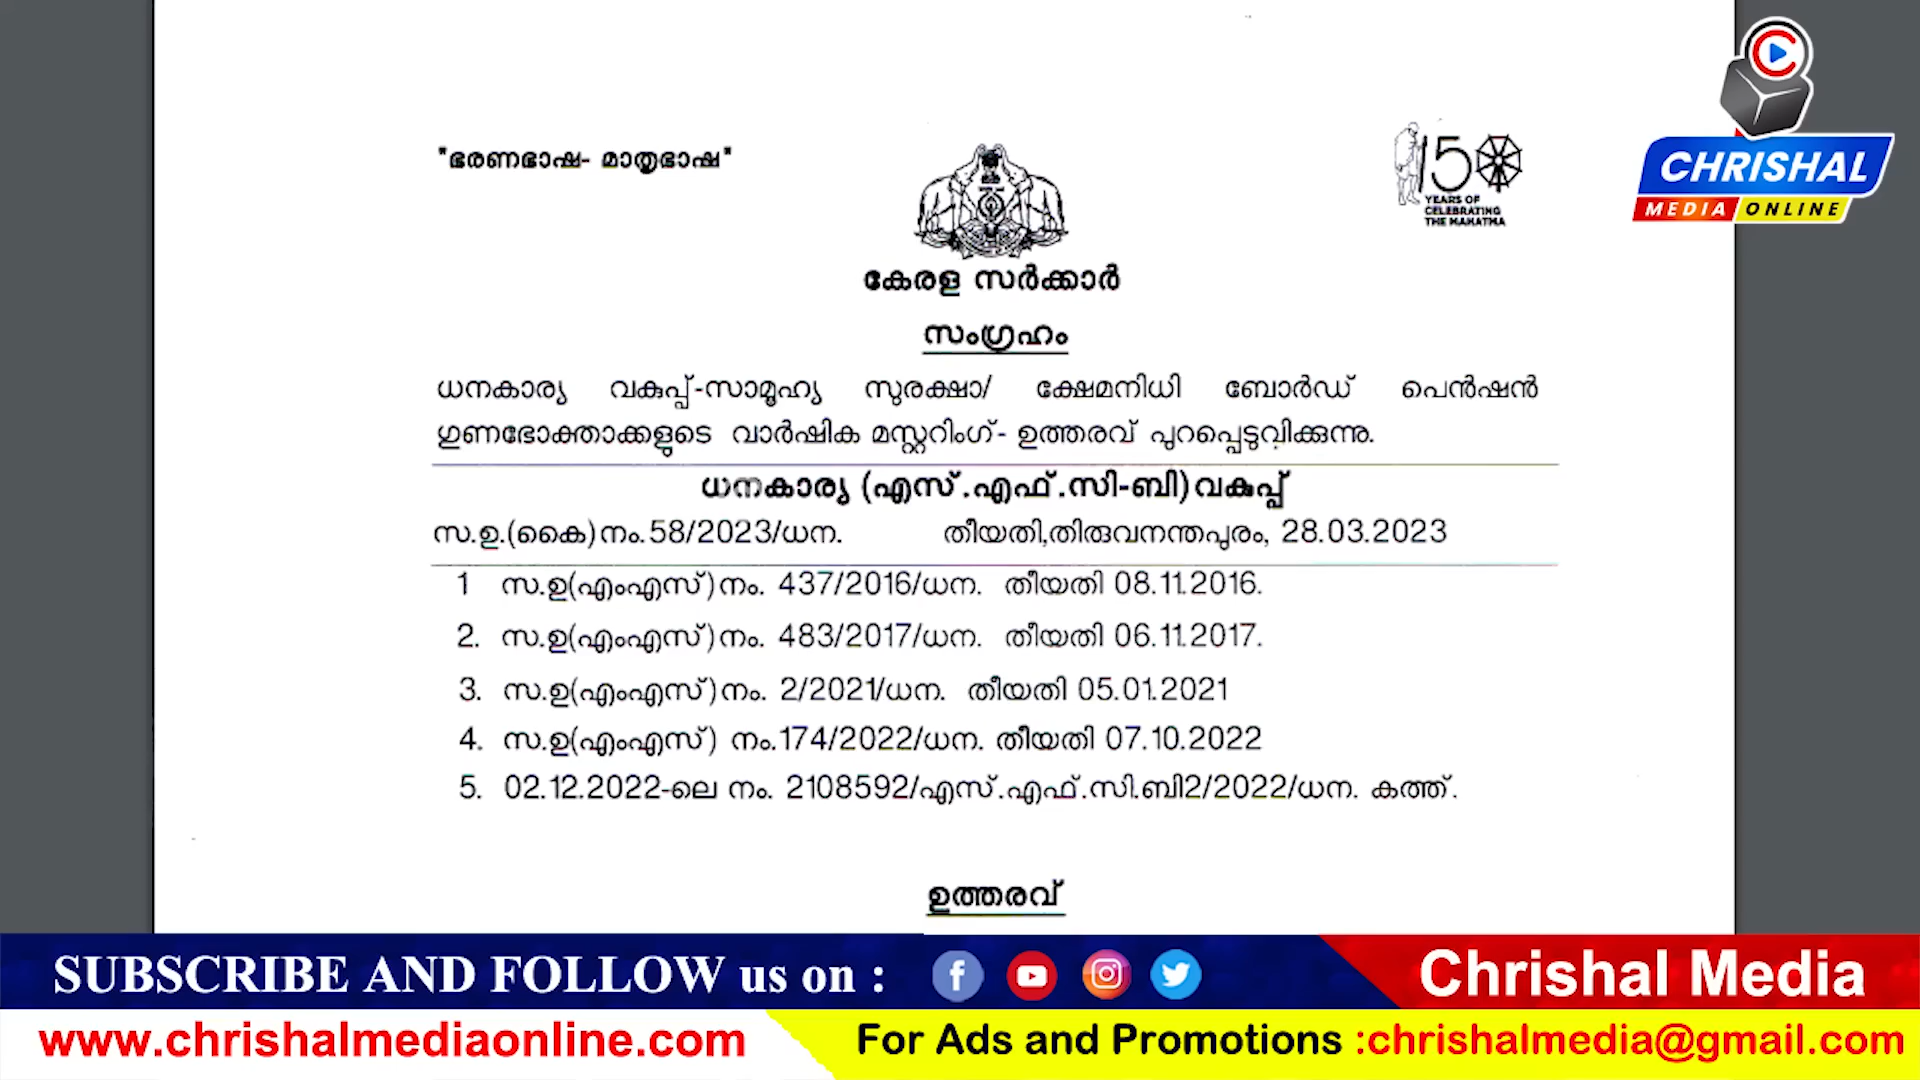 "ഭരണഭാഷ- മാതൃഭാഷ"
150
YEARS OF
CELEBRATING
THE MAHATMA
CHRISHAL
MEDIA ONLINE
കേരള സർക്കാർ
സംഗ്രഹം
ധനകാര്യ വകുപ്പ്-സാമൂഹ്യ സുരക്ഷാ/ ക്ഷേമനിധി ബോർഡ് പെൻഷൻ
ഗുണഭോക്താക്കളുടെ വാർഷിക മസ്റ്ററിംഗ്- ഉത്തരവ് പുറപ്പെടുവിക്കുന്നു.
ധനകാര്യ (എസ്.എഫ്.സി-ബി)വകുപ്പ്
സ.ഉ.(കൈ)നം.58/2023/ധന. തീയതി,തിരുവനന്തപുരം, 28.03.2023
1 സ.ഉ(എംഎസ്)നം. 437/2016/ധന. തീയതി 08.11.2016.
2. സ.ഉ(എംഎസ്)നം. 483/2017/ധന. തീയതി 06.11.2017.
3. സ.ഉ(എംഎസ്)നം. 2/2021/ധന. തീയതി 05.01.2021
4. സ.ഉ(എംഎസ്) നം.174/2022/ധന. തീയതി 07.10.2022
5. 02.12.2022-ലെ നം. 2108592/എസ്.എഫ്.സി.ബി2/2022/ധന. കത്ത്.
ഉത്തരവ്
SUBSCRIBE AND FOLLOW us on :
Chrishal Media
www.chrishalmediaonline.com
For Ads and Promotions :chrishalmedia@gmail.com